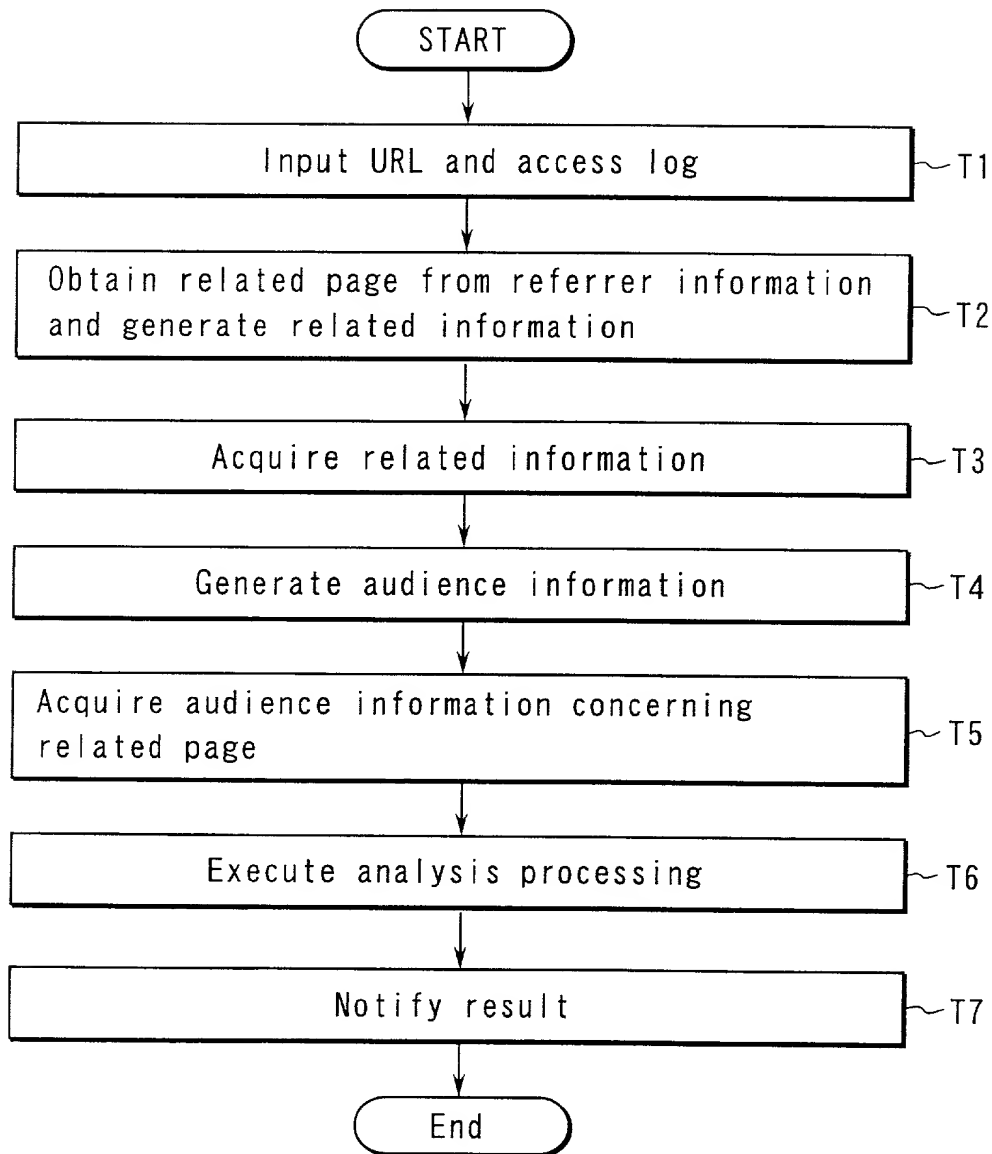 START
Input URL and access log
T1
Obtain related page from referrer information
and generate related information
T2
Acquire related information
T3
Generate audience information
T4
Acquire audience information concerning
related page
T5
Execute analysis processing
T6
Notify result
T7
End